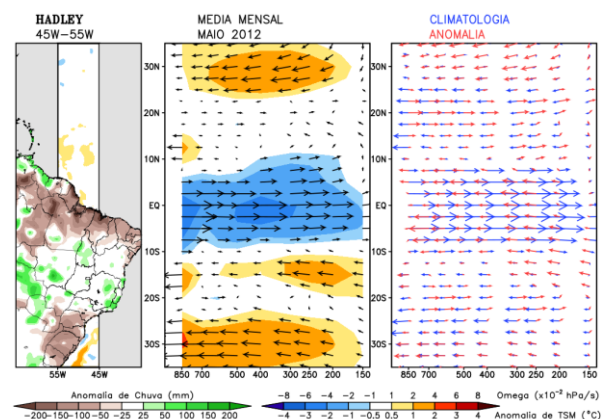 HADLEY
45W−55W
MEDIA MENSAL
MAIO 2012
CLIMATOLOGIA
ANOMALIA
30N
20N
10N
EQ
10S
20S
30S
55W 45W
850 700 500 400 300 250 200 150
30N
20N
10N
EQ
10S
20S
30S
850 700 500 400 300 250 200 150
Anomalia de Chuva (mm)
−200−150−100−50 −25 25 50 100 150 200
−8 −6 −4 −2 −1 1 2 4 6 8 Omega (x10⁻² hPa/s)
−4 −3 −2 −1 −0.5 0.5 1 2 3 4 Anomalia de TSM (°C)